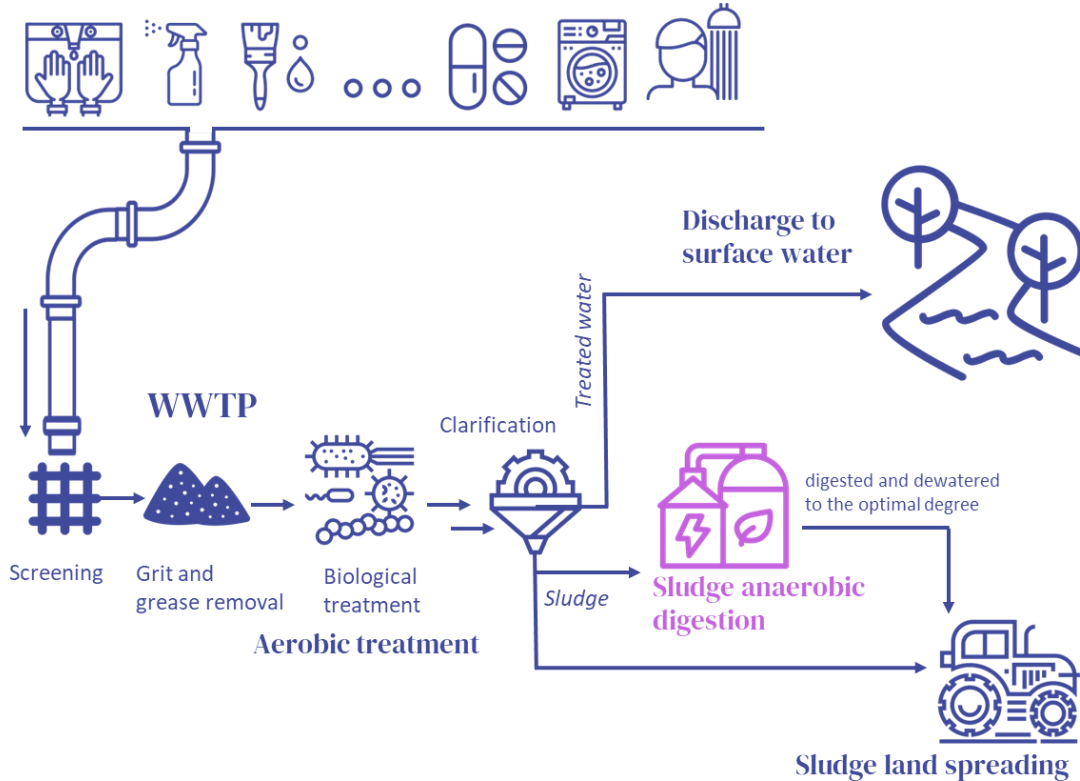 Discharge to
surface water
Treated water
WWTP
Clarification
digested and dewatered
to the optimal degree
Screening
Grit and
grease removal
Biological
treatment
Aerobic treatment
Sludge
Sludge anaerobic
digestion
Sludge land spreading